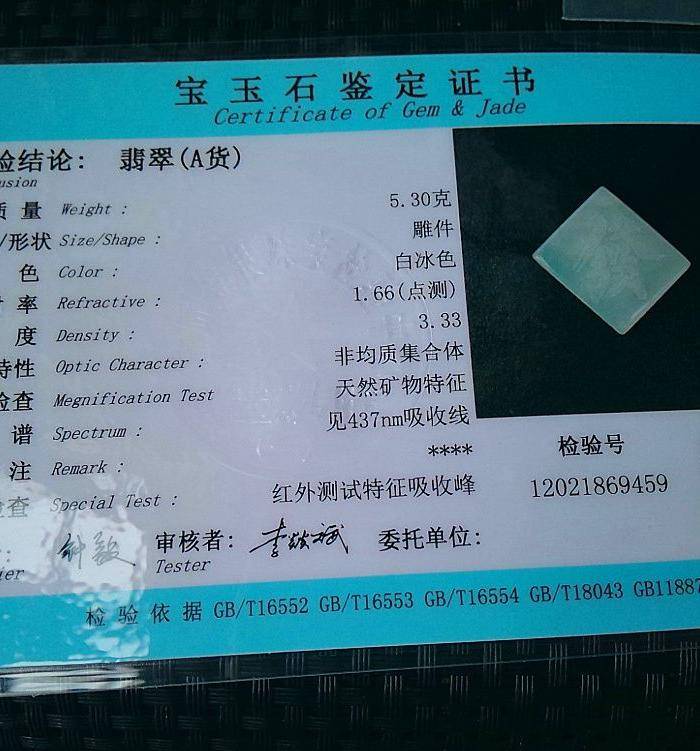 宝玉石鉴定证书
Certificate of Gem & Jade
验结论: 翡翠(A货)
usion
质量 Weight : 5.30克
/形状 Size/Shape : 雕件
色 Color : 白冰色
率 Refractive : 1.66(点测)
度 Density : 3.33
特性 Optic Character : 非均质集合体
检查 Megnification Test 天然矿物特征
谱 Spectrum : 见437nm吸收线
注 Remark : ****
检查 Special Test : 红外测试特征吸收峰
检验号
12021869459
审核者: 委托单位:
ier Tester
检验依据 GB/T16552 GB/T16553 GB/T16554 GB/T18043 GB11887